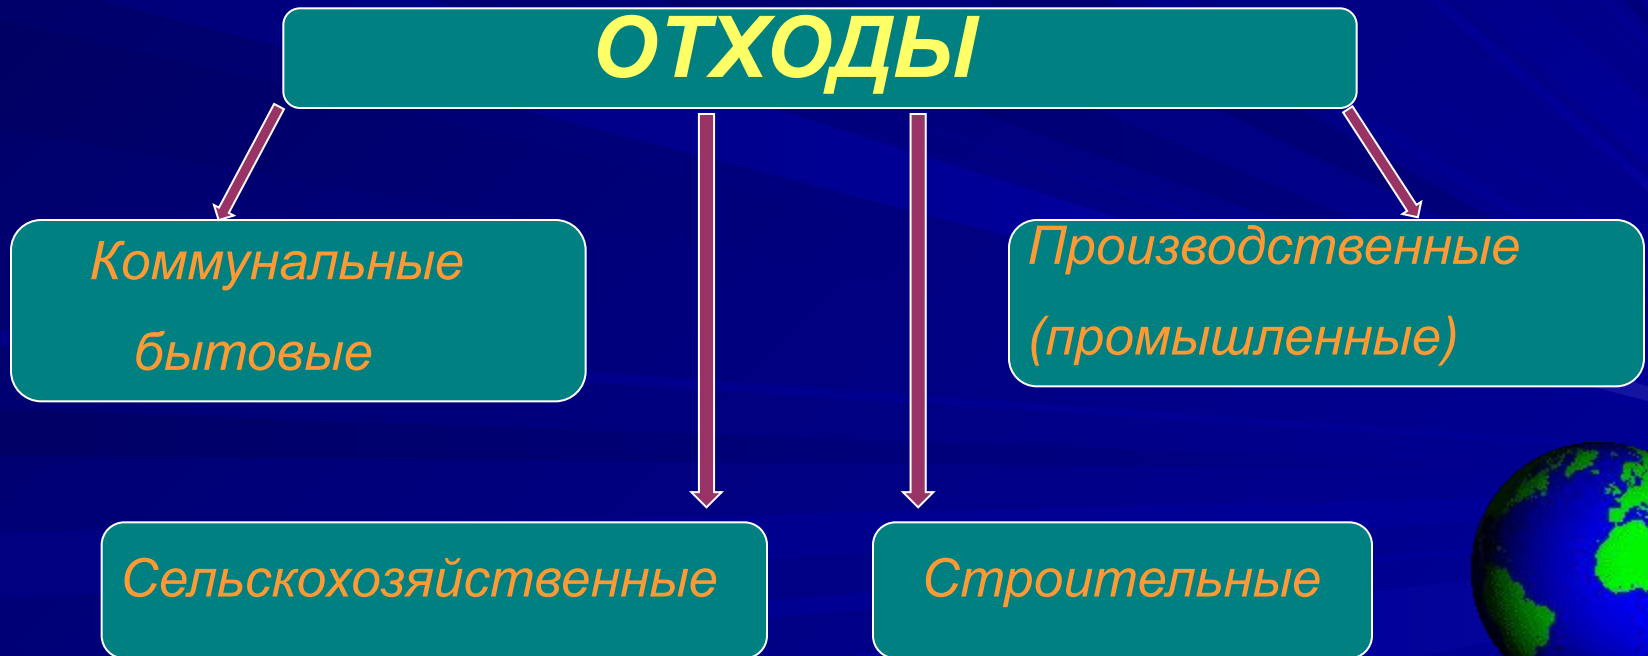 ОТХОДЫ
Коммунальные
бытовые
Производственные
(промышленные)
Сельскохозяйственные
Строительные